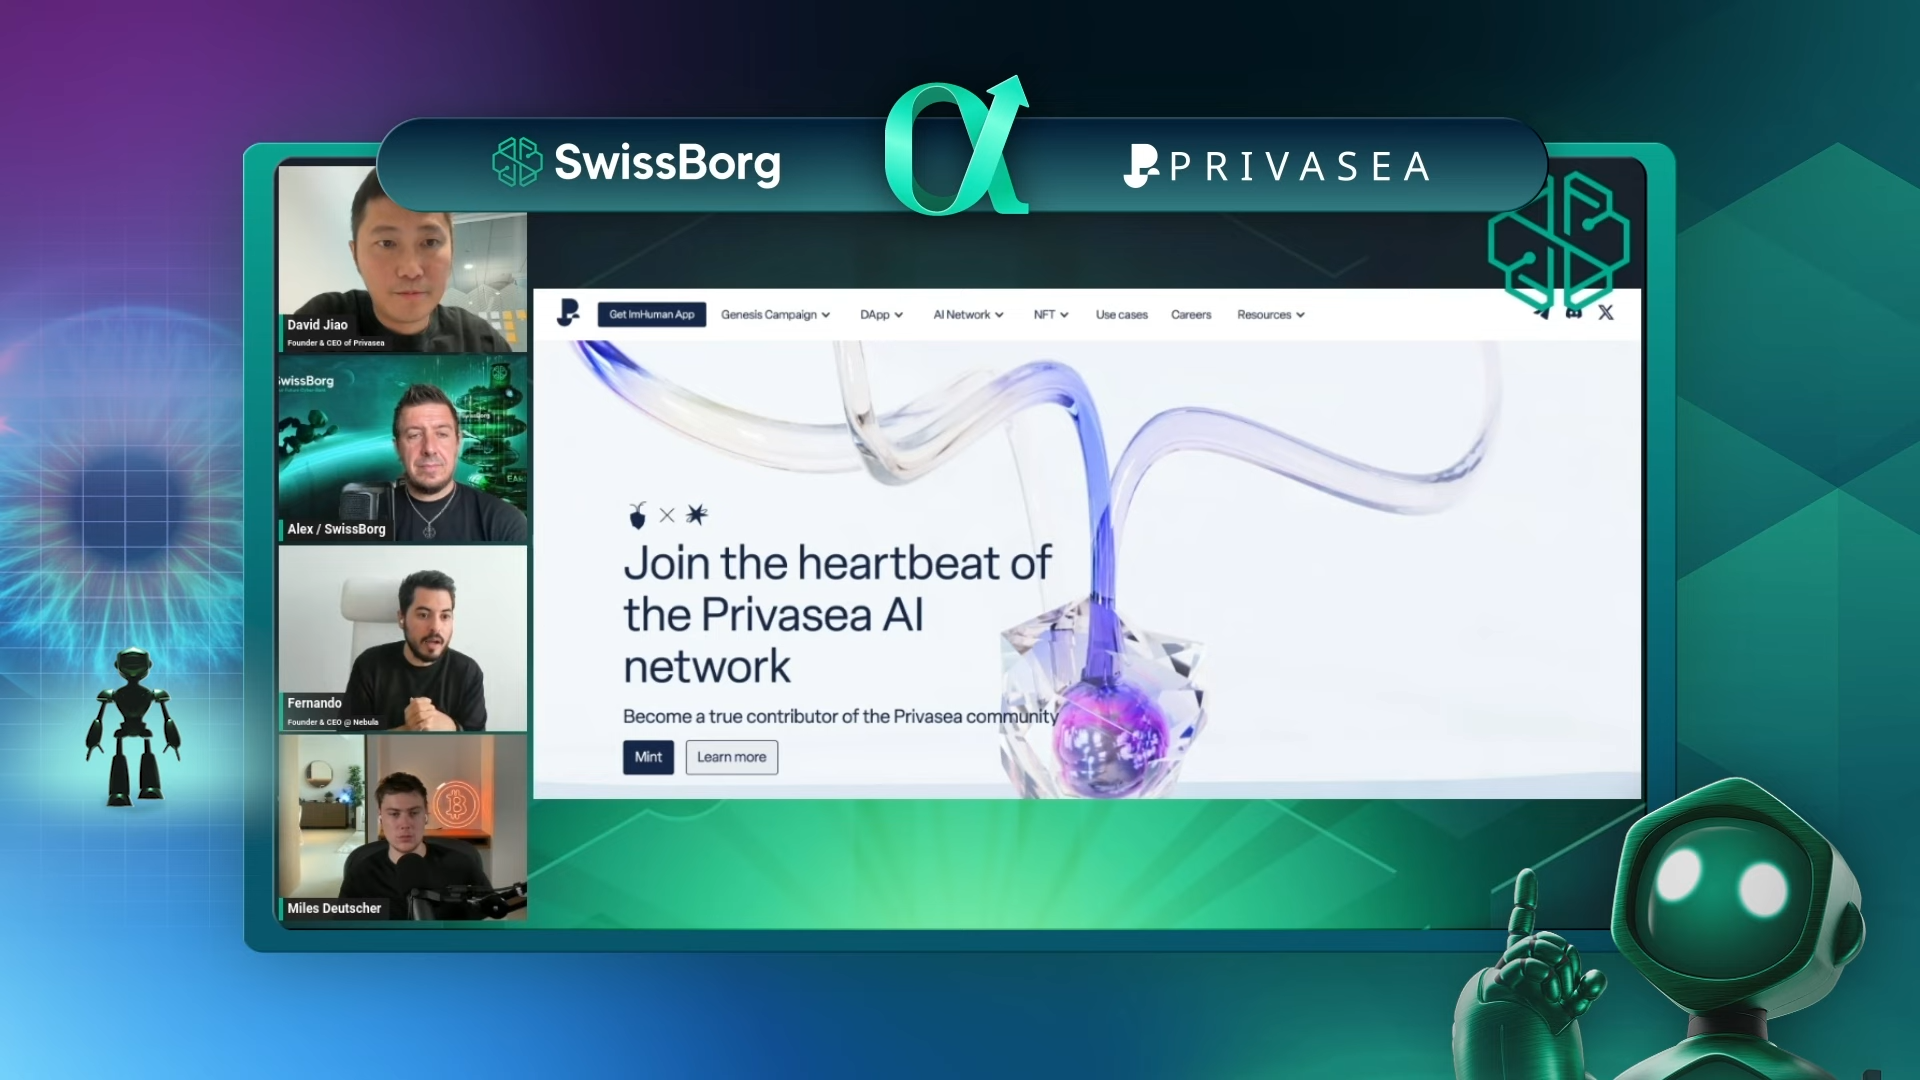 SwissBorg
PRIVASEA
David Jiao
Founder & CEO of Privasea
SwissBorg
Alex / SwissBorg
Fernando
Founder & CEO @ Nebula
Miles Deutscher
Get ImHuman App
Genesis Campaign
DApp
AI Network
NFT
Use cases
Careers
Resources
Join the heartbeat of
the Privasea AI
network
Become a true contributor of the Privasea community
Mint
Learn more